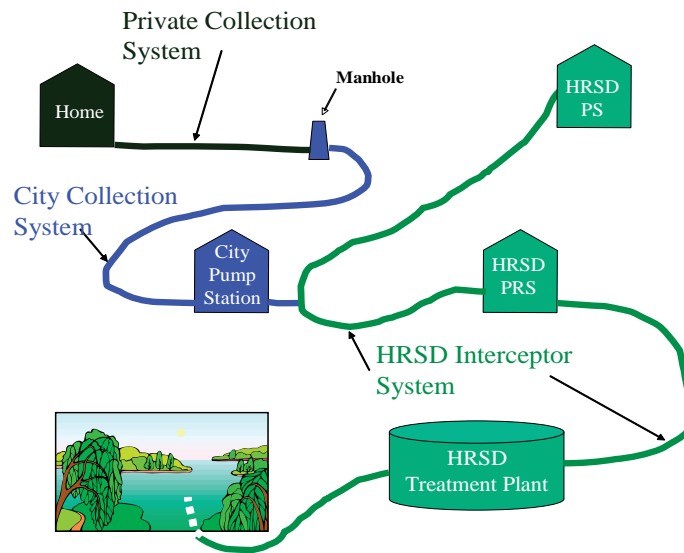 Private Collection
System
Manhole
Home
HRSD
PS
City Collection
System
City
Pump
Station
HRSD
PRS
HRSD Interceptor
System
HRSD
Treatment Plant